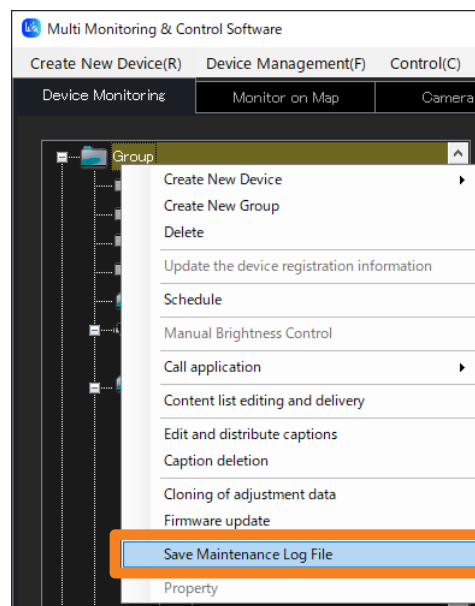 Multi Monitoring & Control Software
Create New Device(R) Device Management(F) Control(C)
Device Monitoring Monitor on Map Camera
Group
Create New Device
Create New Group
Delete
Update the device registration information
Schedule
Manual Brightness Control
Call application
Content list editing and delivery
Edit and distribute captions
Caption deletion
Cloning of adjustment data
Firmware update
Save Maintenance Log File
Property